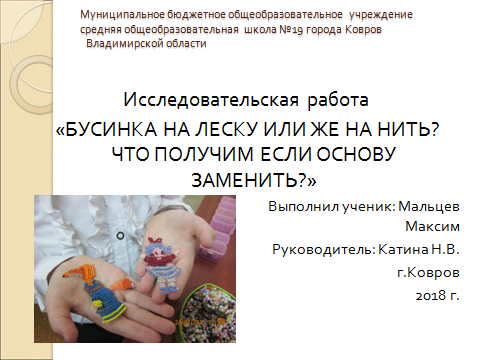 Муниципальное бюджетное общеобразовательное учреждение
средняя общеобразовательная школа №19 города Ковров
Владимирской области
Исследовательская работа
«БУСИНКА НА ЛЕСКУ ИЛИ ЖЕ НА НИТЬ?
ЧТО ПОЛУЧИМ ЕСЛИ ОСНОВУ
ЗАМЕНИТЬ?»
Выполнил ученик: Мальцев
Максим
Руководитель: Катина Н.В.
г.Ковров
2018 г.